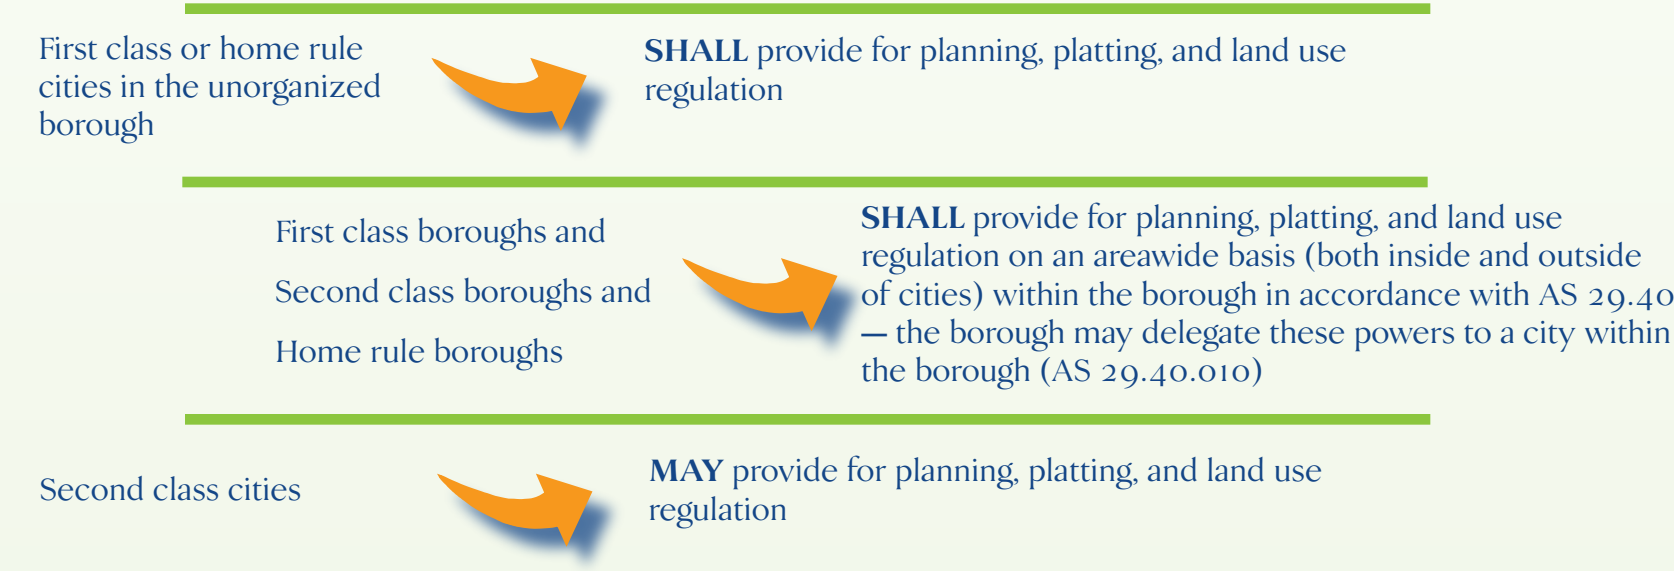 First class or home rule
cities in the unorganized
borough
SHALL provide for planning, platting, and land use
regulation
First class boroughs and
Second class boroughs and
Home rule boroughs
SHALL provide for planning, platting, and land use
regulation on an areawide basis (both inside and outside
of cities) within the borough in accordance with AS 29.40
— the borough may delegate these powers to a city within
the borough (AS 29.40.010)
Second class cities
MAY provide for planning, platting, and land use
regulation